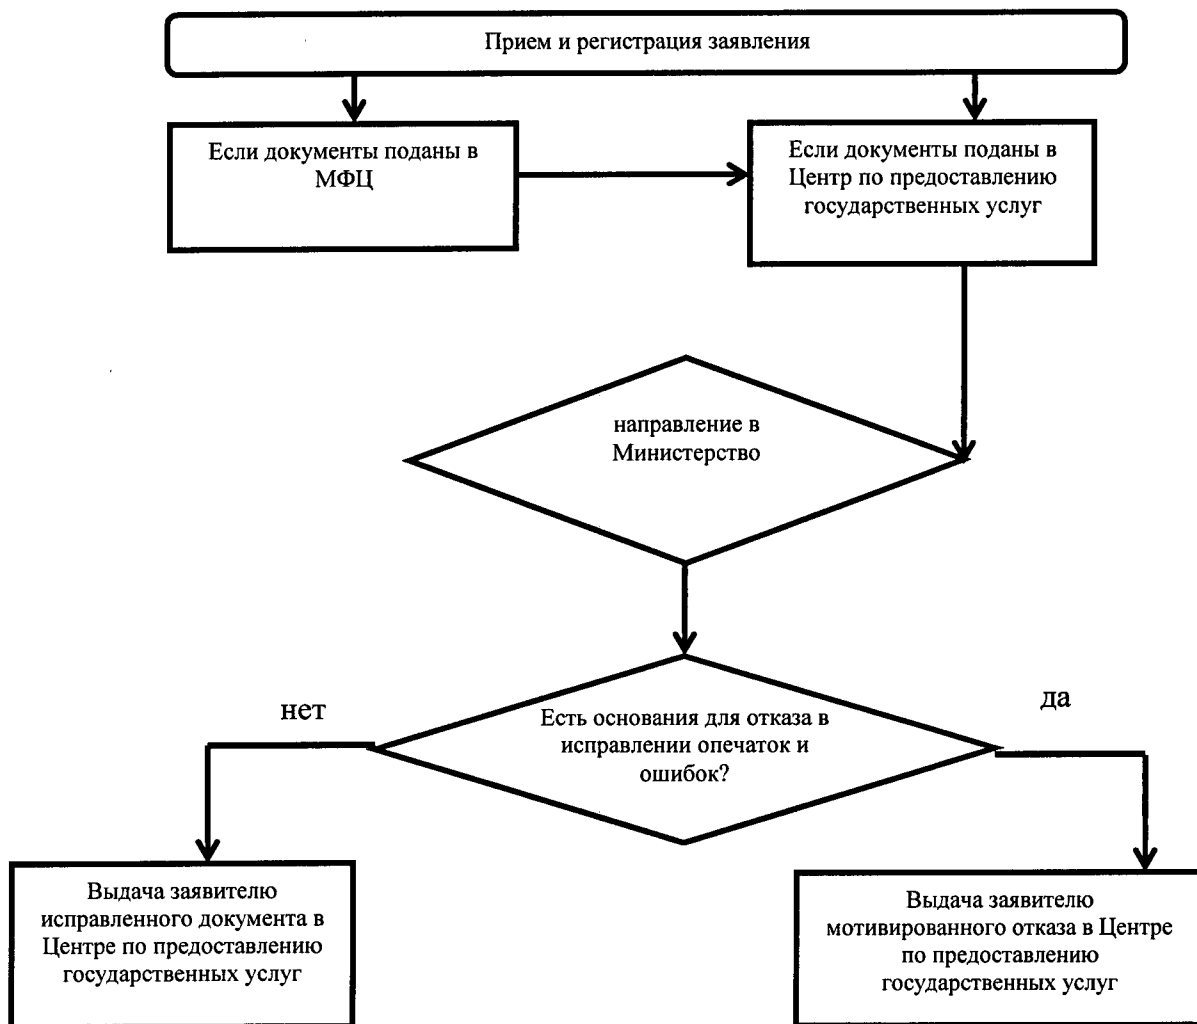 Прием и регистрация заявления
Если документы поданы в
МФЦ
Если документы поданы в
Центр по предоставлению
государственных услуг
направление в
Министерство
нет
да
Есть основания для отказа в
исправлении опечаток и
ошибок?
Выдача заявителю
исправленного документа в
Центре по предоставлению
государственных услуг
Выдача заявителю
мотивированного отказа в Центре
по предоставлению
государственных услуг